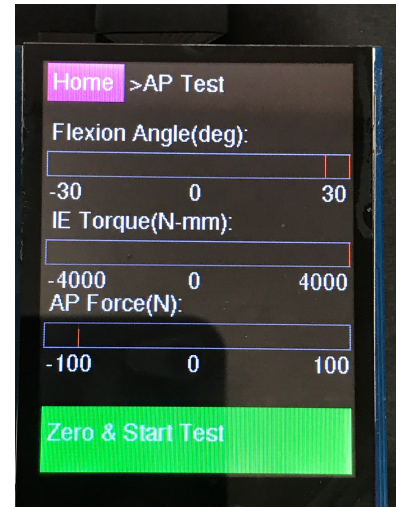 Home >AP Test
Flexion Angle(deg):
-30 0 30
IE Torque(N-mm):
-4000 0 4000
AP Force(N):
-100 0 100
Zero & Start Test